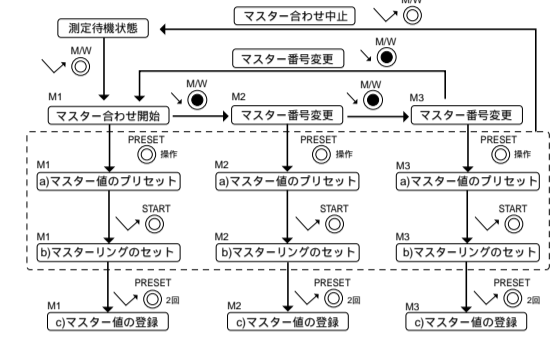 M/W
マスター合わせ中止
測定待機状態
M/W
マスター番号変更
M/W
M/W
M/W
M1
M2
M3
マスター合わせ開始
マスター番号変更
マスター番号変更
PRESET
PRESET
PRESET
操作
操作
操作
M1
M2
M3
a)マスター値のプリセット
a)マスター値のプリセット
a)マスター値のプリセット
START
START
START
M1
M2
M3
b)マスターリングのセット
b)マスターリングのセット
b)マスターリングのセット
PRESET
PRESET
PRESET
2回
2回
2回
M1
M2
M3
c)マスター値の登録
c)マスター値の登録
c)マスター値の登録